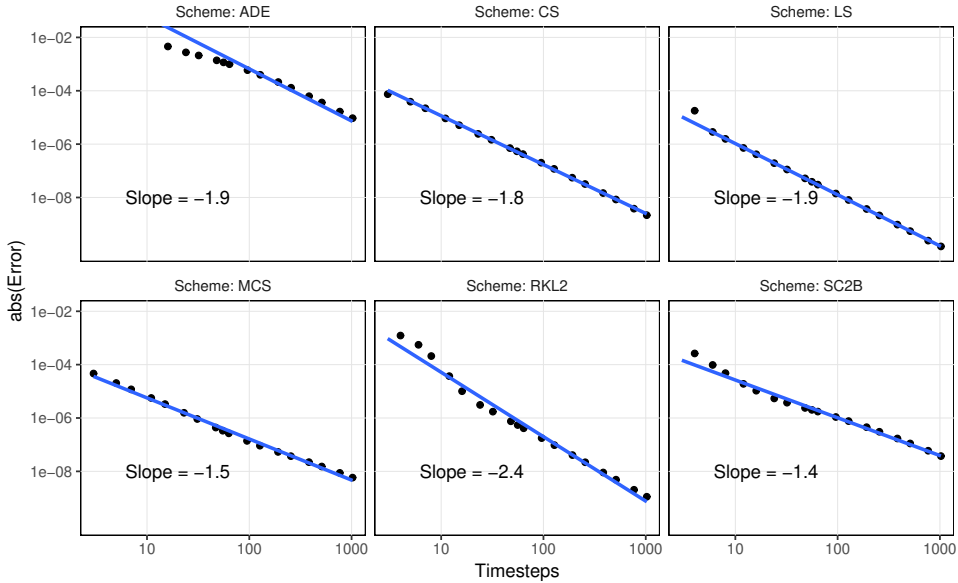 Scheme: ADE
Scheme: CS
Scheme: LS
1e−02
1e−04
1e−06
1e−08
Slope = −1.9
Slope = −1.8
Slope = −1.9
abs(Error)
Scheme: MCS
Scheme: RKL2
Scheme: SC2B
1e−02
1e−04
1e−06
1e−08
Slope = −1.5
Slope = −2.4
Slope = −1.4
10
100
1000
10
100
1000
10
100
1000
Timesteps